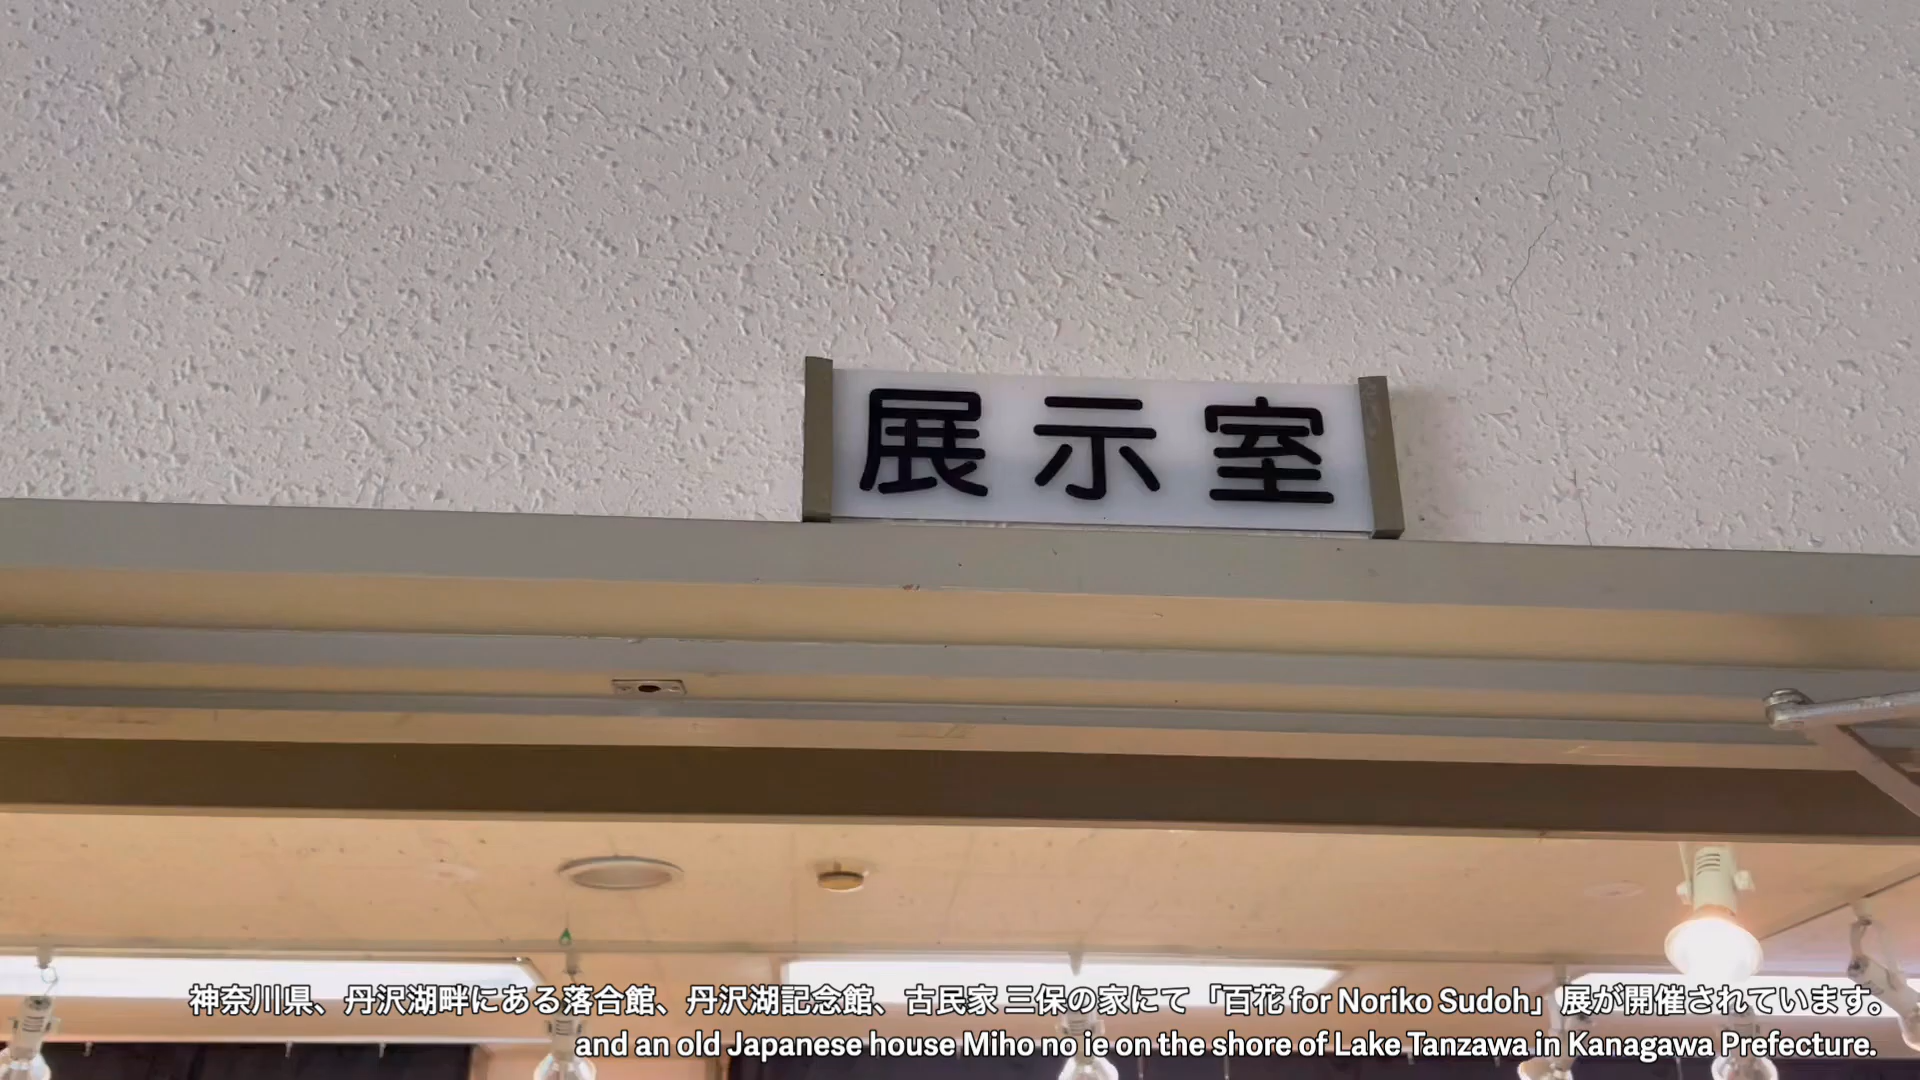 展示室
神奈川県、丹沢湖畔にある落合館、丹沢湖記念館、古民家 三保の家にて「百花 for Noriko Sudoh」展が開催されています。
and an old Japanese house Miho no ie on the shore of Lake Tanzawa in Kanagawa Prefecture.